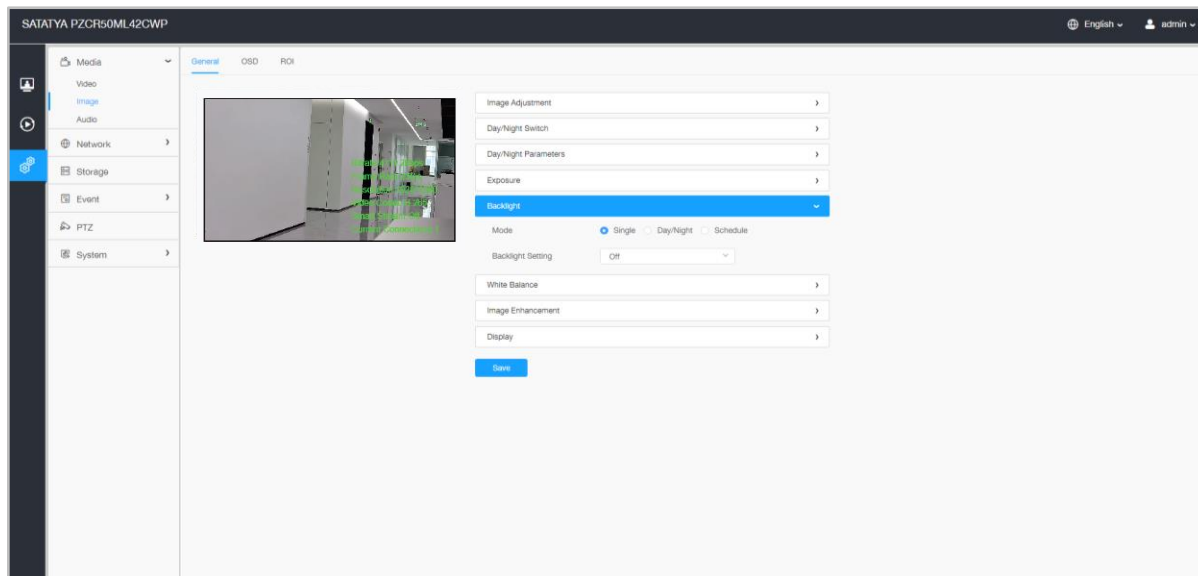 SATATYA PZCR50ML42CWP
English
admin
Media
Video
Image
Audio
Network
Storage
Event
PTZ
System
General OSD ROI
Image Adjustment
Day/Night Switch
Day/Night Parameters
Exposure
Backlight
Mode Single Day/Night Schedule
Backlight Setting Off
White Balance
Image Enhancement
Display
Save